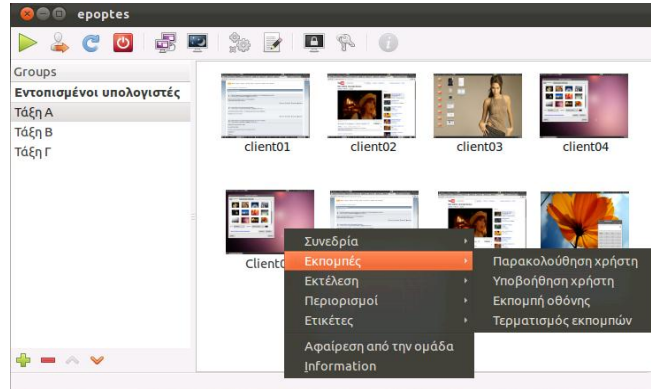 epoptes
Groups
Εντοπισμένοι υπολογιστές
Τάξη Α
Τάξη Β
Τάξη Γ
client01
client02
client03
client04
Συνεδρία
Εκπομπές
Εκτέλεση
Περιορισμοί
Ετικέτες
Αφαίρεση από την ομάδα
Information
Παρακολούθηση χρήστη
Υποβοήθηση χρήστη
Εκπομπή οθόνης
Τερματισμός εκπομπών